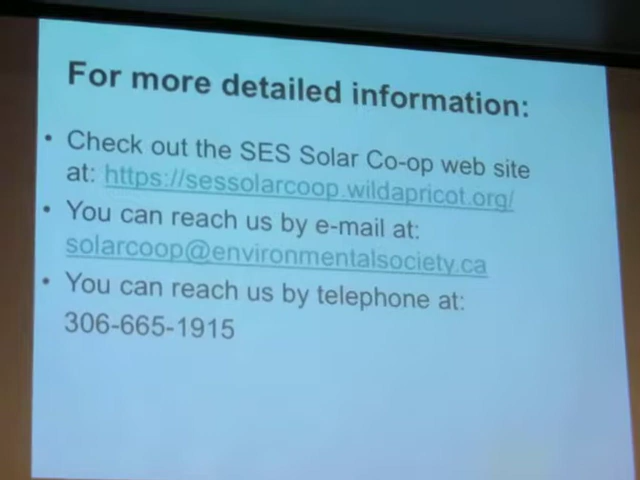 For more detailed information:
• Check out the SES Solar Co-op web site
at: https://sessolarcoop.wildapricot.org/
• You can reach us by e-mail at:
solarcoop@environmentalsociety.ca
• You can reach us by telephone at:
306-665-1915